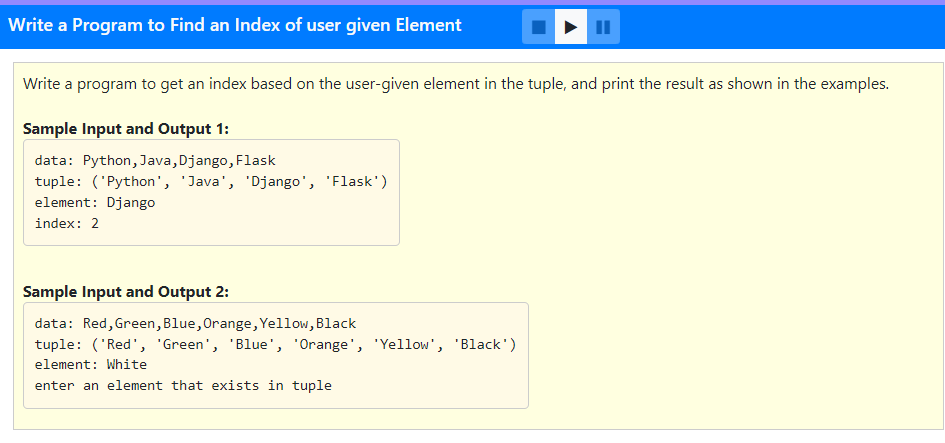 Write a Program to Find an Index of user given Element
Write a program to get an index based on the user-given element in the tuple, and print the result as shown in the examples.
Sample Input and Output 1:
data: Python,Java,Django,Flask
tuple: ('Python', 'Java', 'Django', 'Flask')
element: Django
index: 2
Sample Input and Output 2:
data: Red,Green,Blue,Orange,Yellow,Black
tuple: ('Red', 'Green', 'Blue', 'Orange', 'Yellow', 'Black')
element: White
enter an element that exists in tuple